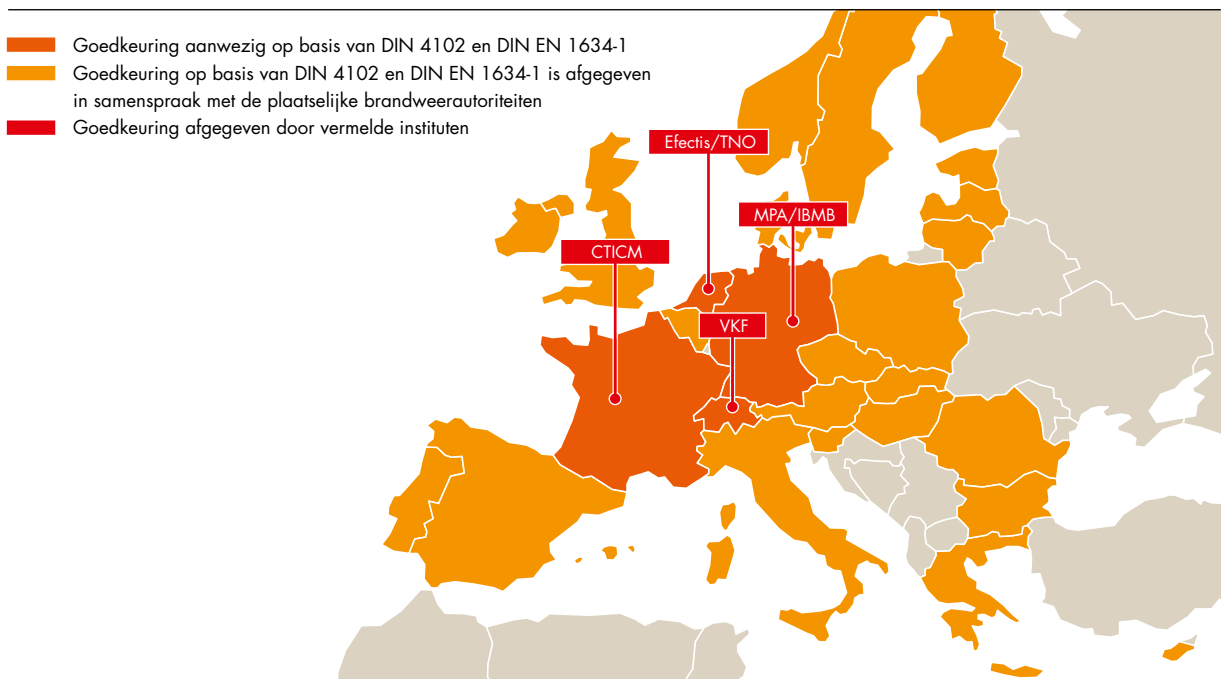 Goedkeuring aanwezig op basis van DIN 4102 en DIN EN 1634-1
Goedkeuring op basis van DIN 4102 en DIN EN 1634-1 is afgegeven
in samenspraak met de plaatselijke brandweerautoriteiten
Goedkeuring afgegeven door vermelde instituten
Efectis/TNO
MPA/IBMB
CTICM
VKF